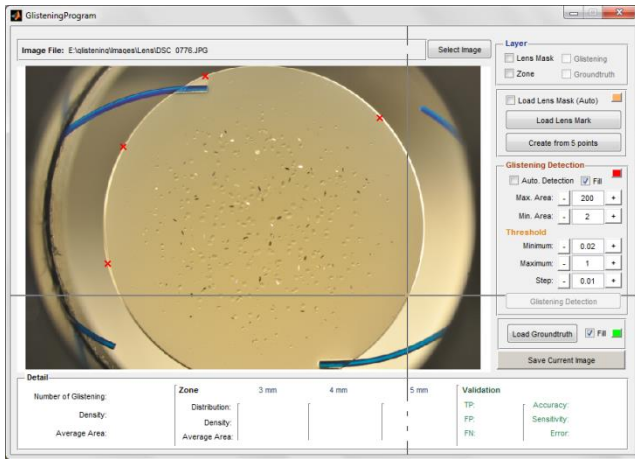 GlisteningProgram
Image File: E:\glistening\Images\Lens\DSC_0776.JPG
Select Image
Layer
Lens Mask Glistening
Zone Groundtruth
Load Lens Mask (Auto)
Load Lens Mark
Create from 5 points
Glistening Detection
Auto. Detection Fill
Max. Area: - 200 +
Min. Area: - 2 +
Threshold
Minimum: - 0.02 +
Maximum: - 1 +
Step: - 0.01 +
Glistening Detection
Load Groundtruth Fill
Save Current Image
Detail
Number of Glistening:
Density:
Average Area:
Zone 3 mm 4 mm 5 mm
Distribution:
Density:
Average Area:
Validation
TP: Accuracy:
FP: Sensitivity:
FN: Error: